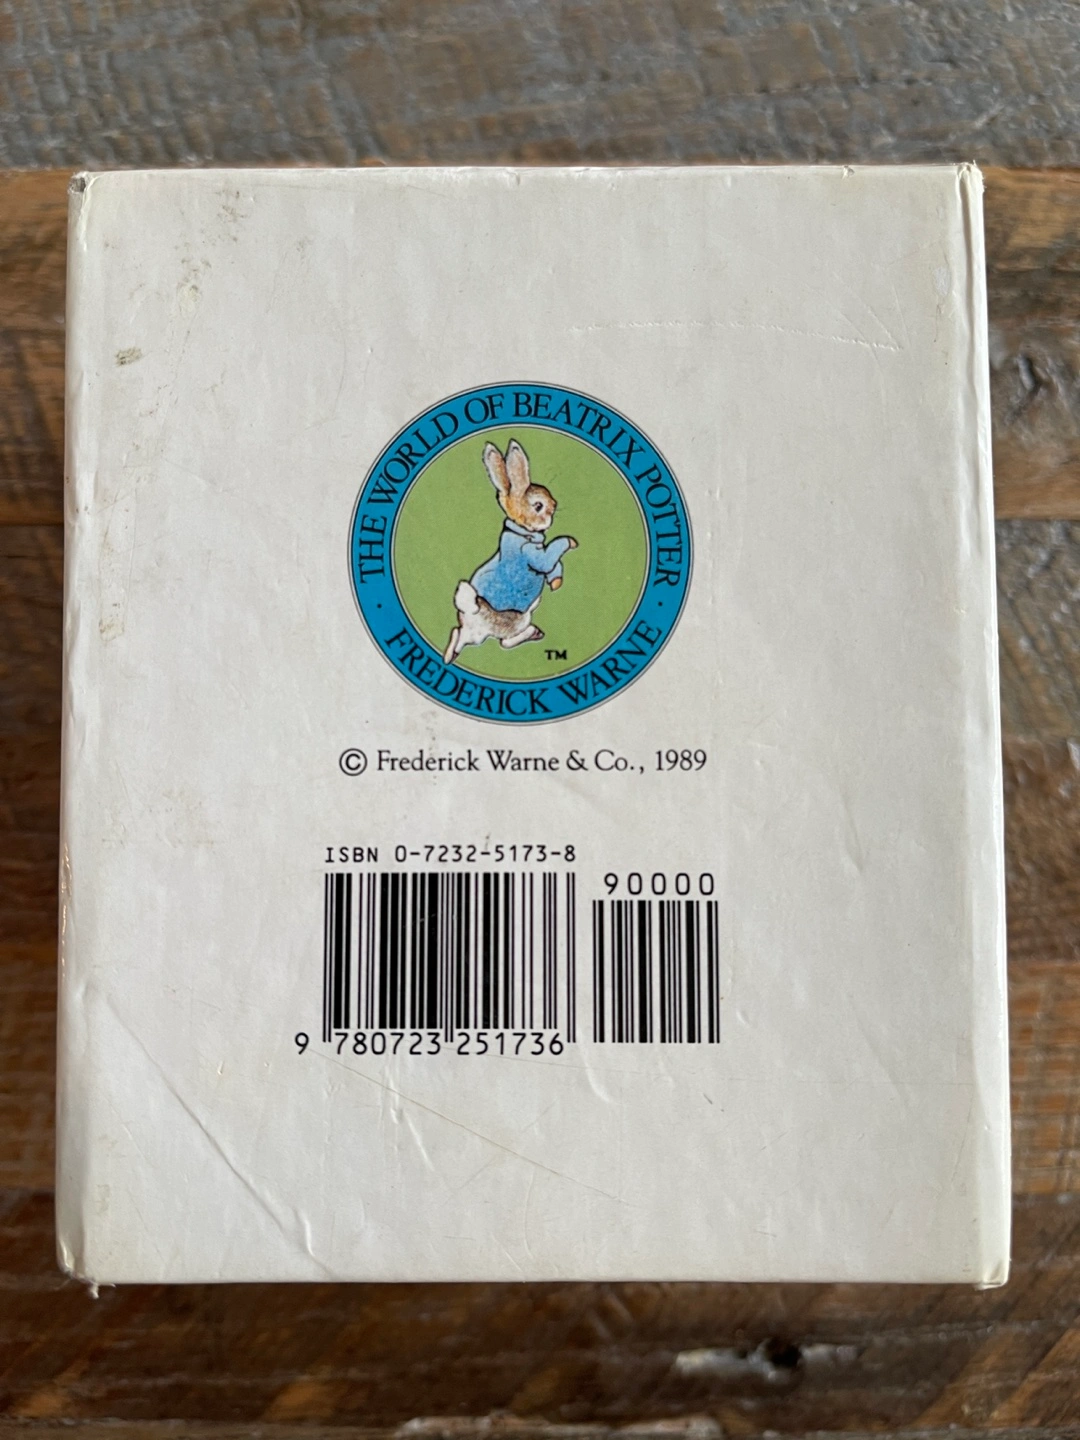 THE WORLD OF BEATRIX POTTER
· FREDERICK WARNE ·
TM
© Frederick Warne & Co., 1989
ISBN 0-7232-5173-8
90000
9 780723 251736